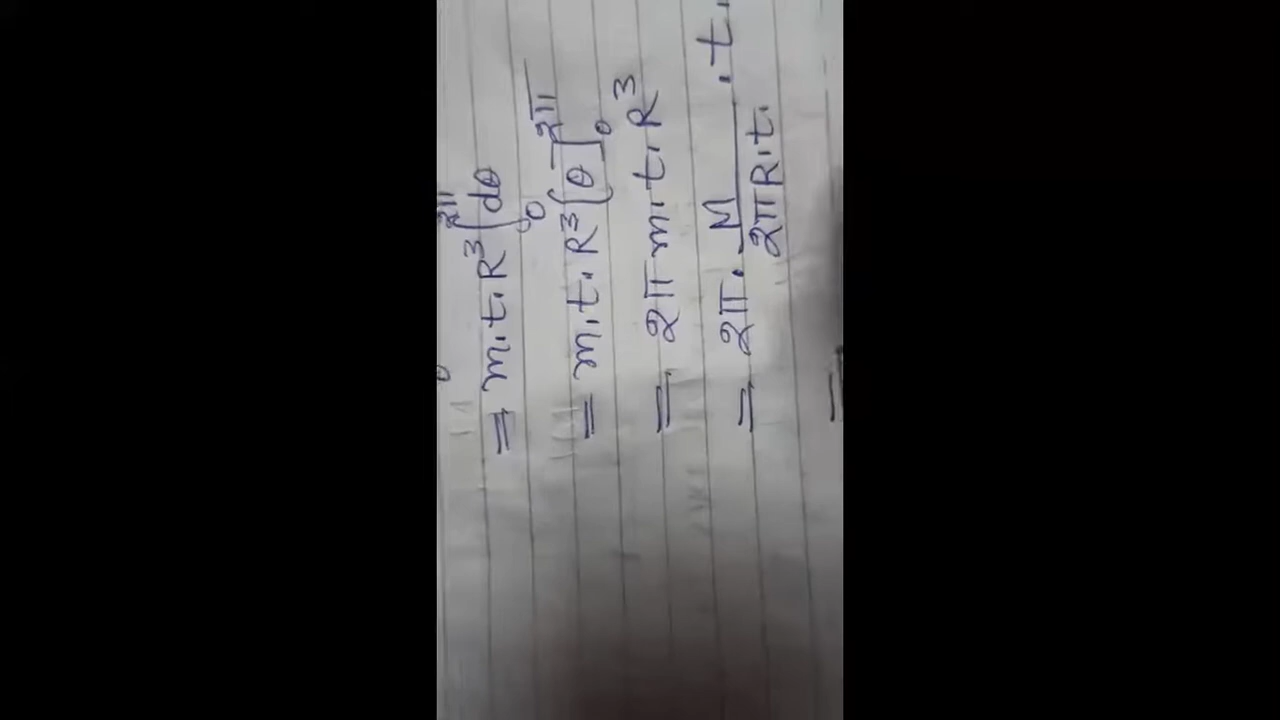 = m.t.R³ ∫₀^2π dθ
= m.t.R³ [θ]₀^2π
= 2π m.t.R³
= 2π. M/2πR.t. .t.
=